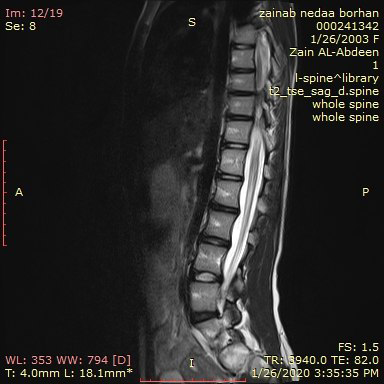 Im: 12/19
Se: 8
S
zainab nedaa borhan
000241342
1/26/2003 F
Zain AL-Abdeen
1
l-spine^library
t2_tse_sag_d.spine
whole spine
whole spine
A
P
WL: 353 WW: 794 [D]
T: 4.0mm L: 18.1mm*
I
FS: 1.5
TR: 3940.0 TE: 82.0
1/26/2020 3:35:35 PM